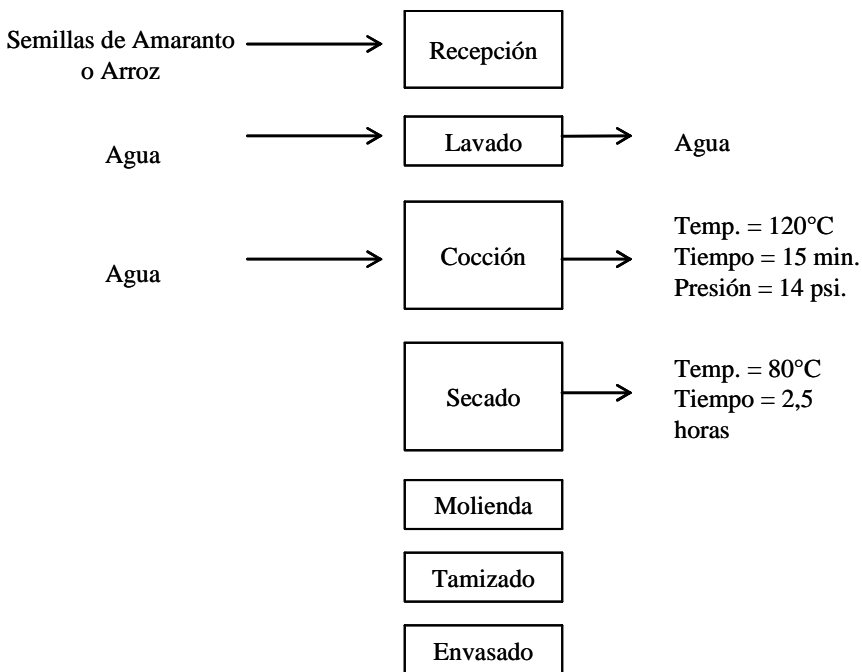 Semillas de Amaranto
o Arroz
Recepción
Agua
Lavado
Agua
Agua
Cocción
Temp. = 120°C
Tiempo = 15 min.
Presión = 14 psi.
Secado
Temp. = 80°C
Tiempo = 2,5
horas
Molienda
Tamizado
Envasado